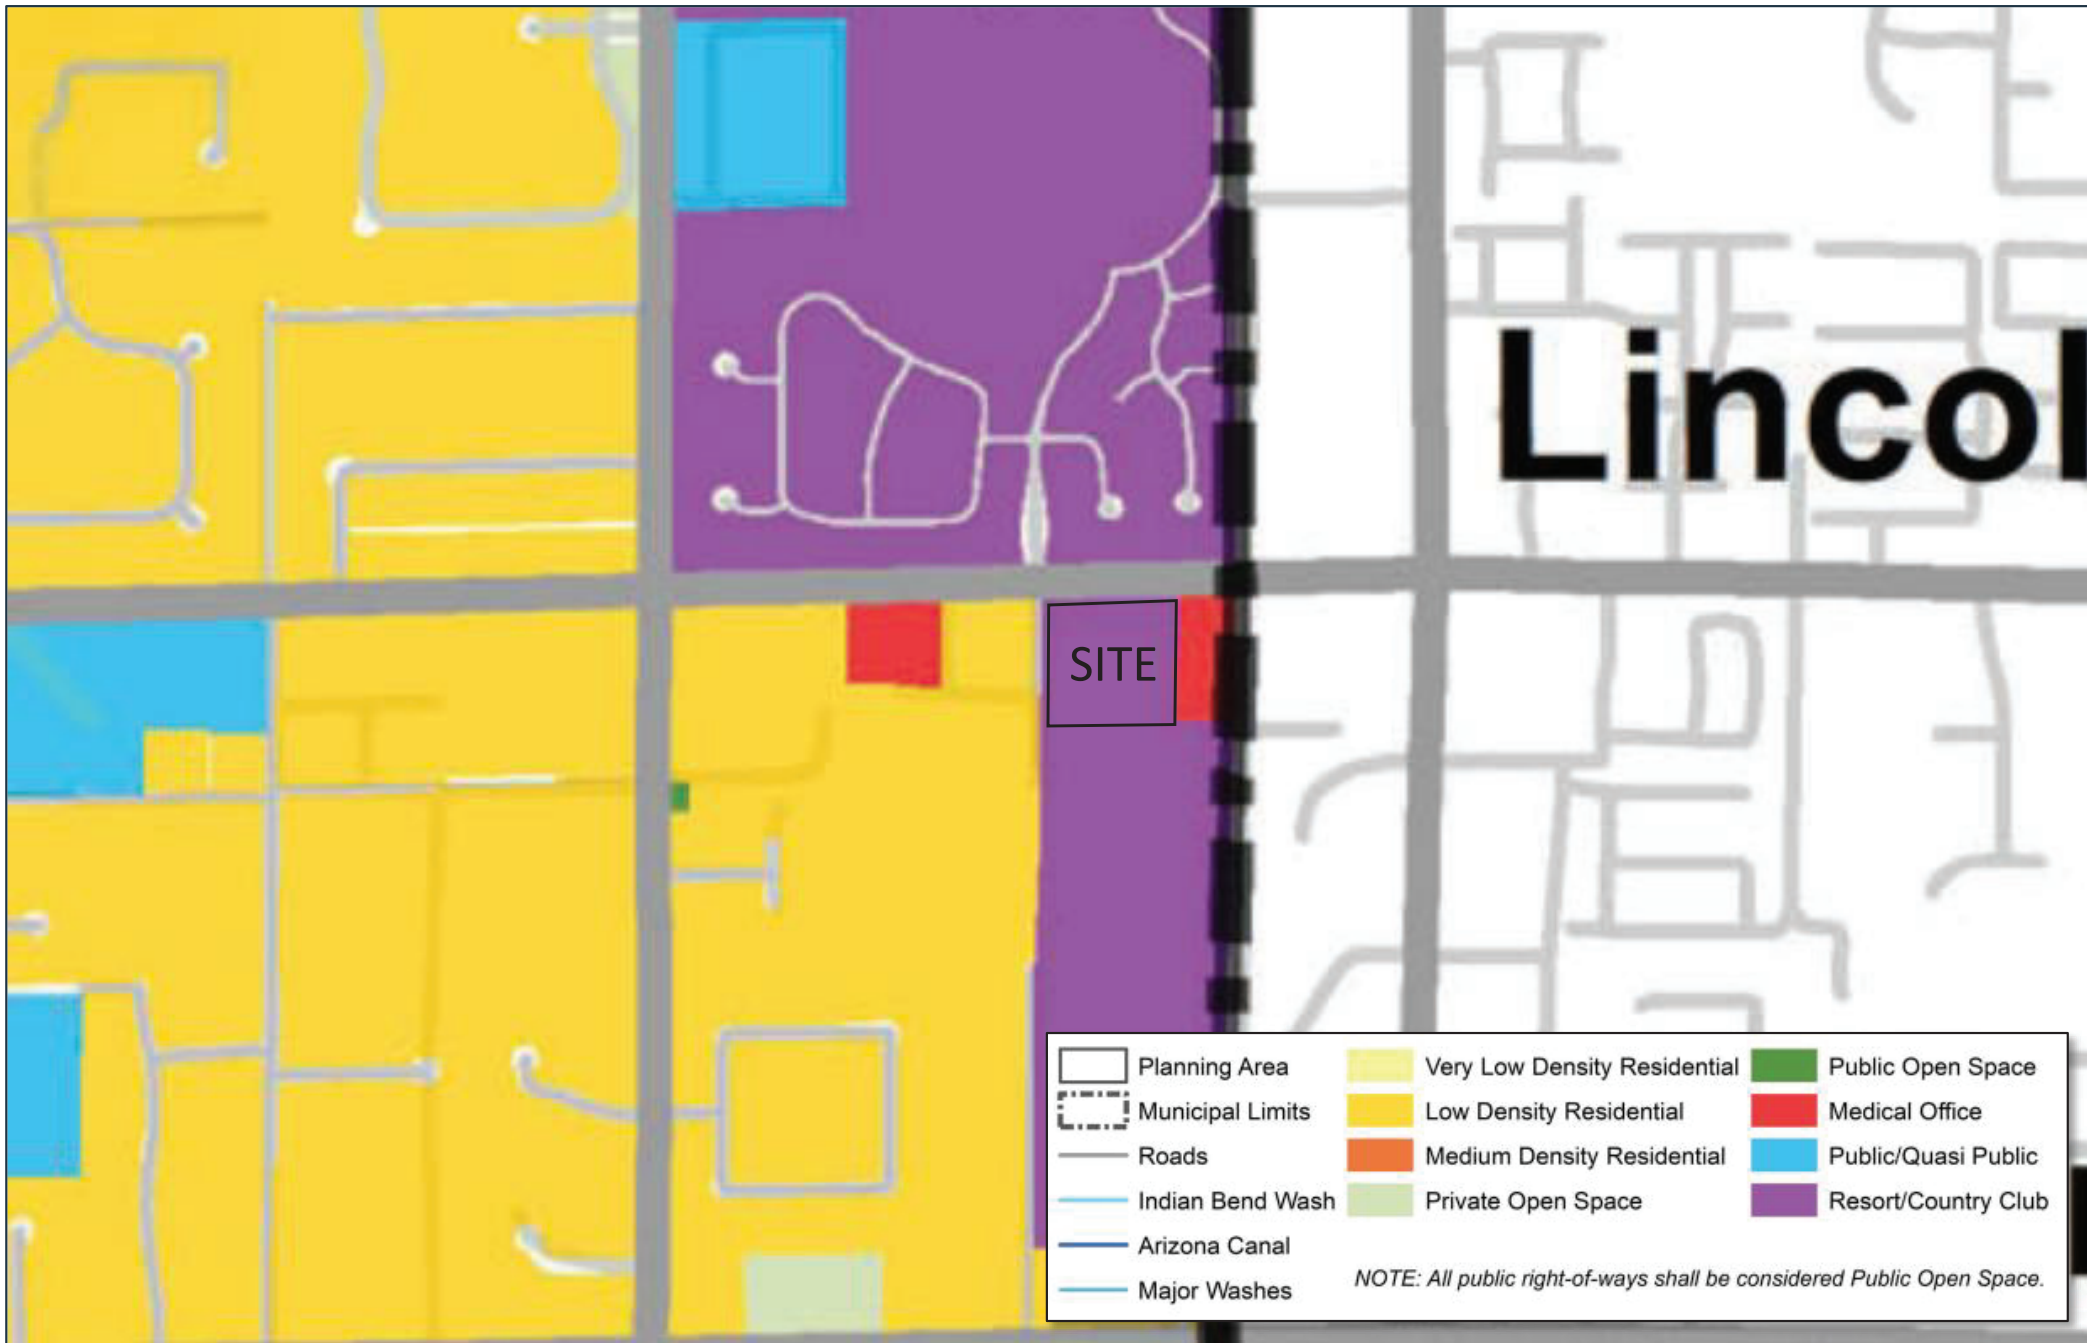 Lincol
SITE
Planning Area
Municipal Limits
Roads
Indian Bend Wash
Arizona Canal
Major Washes
Very Low Density Residential
Low Density Residential
Medium Density Residential
Private Open Space
Public Open Space
Medical Office
Public/Quasi Public
Resort/Country Club
NOTE: All public right-of-ways shall be considered Public Open Space.